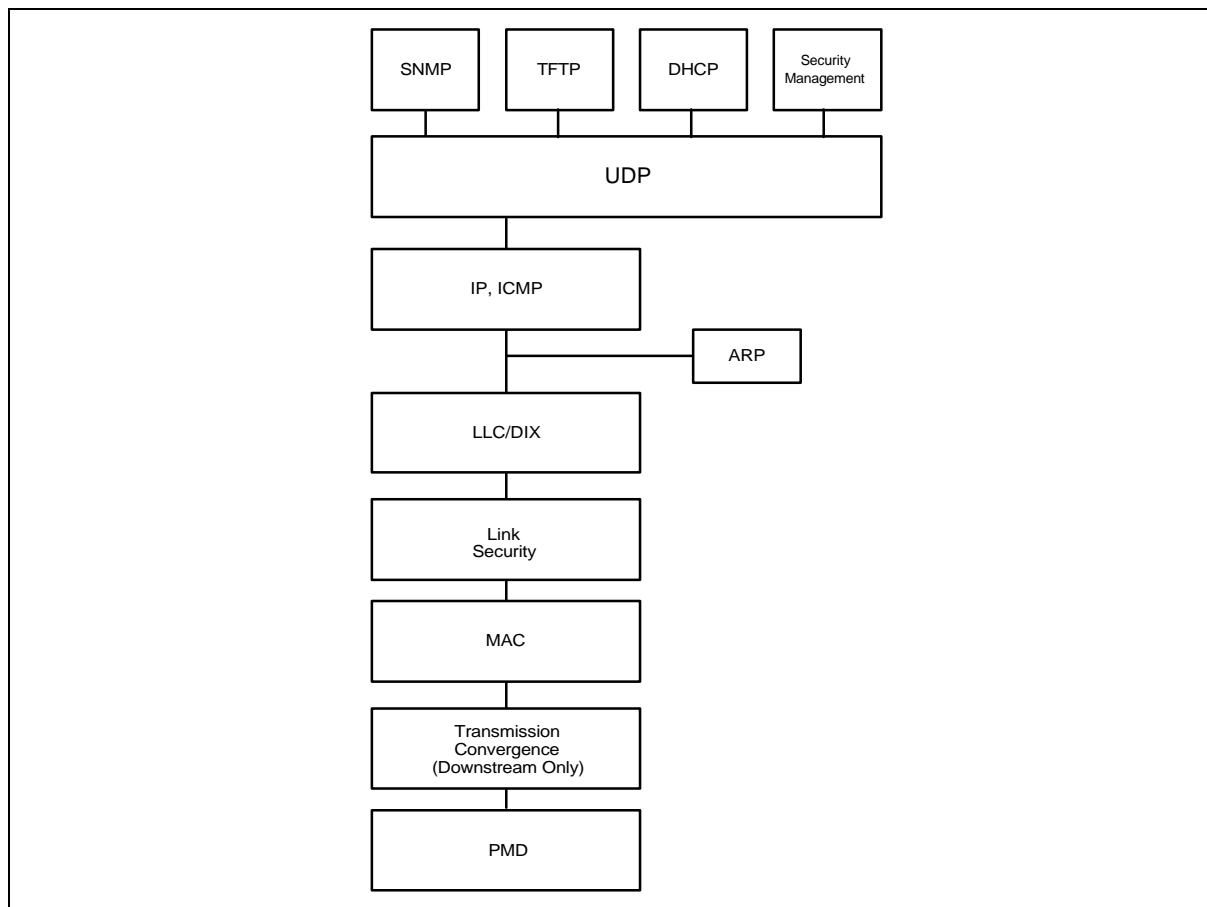 SNMP
TFTP
DHCP
Security
Management
UDP
IP, ICMP
ARP
LLC/DIX
Link
Security
MAC
Transmission
Convergence
(Downstream Only)
PMD